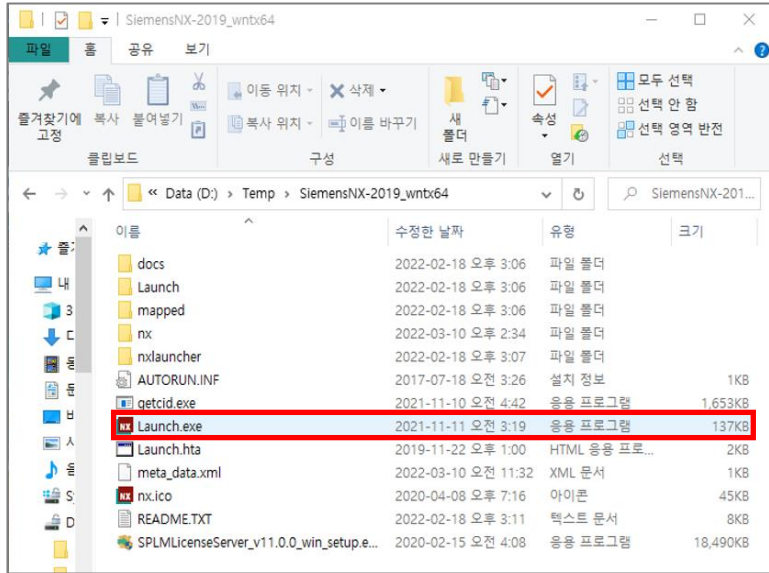 SiemensNX-2019_wntx64
파일 홈 공유 보기
즐겨찾기에 고정
복사
붙여넣기
이동 위치
복사 위치
삭제
이름 바꾸기
새 폴더
속성
모두 선택
선택 안 함
선택 영역 반전
클립보드 구성 새로 만들기 열기 선택
Data (D:) > Temp > SiemensNX-2019_wntx64
SiemensNX-201...
이름 수정한 날짜 유형 크기
docs 2022-02-18 오후 3:06 파일 폴더
Launch 2022-02-18 오후 3:06 파일 폴더
mapped 2022-02-18 오후 3:06 파일 폴더
nx 2022-03-10 오후 2:34 파일 폴더
nxlauncher 2022-02-18 오후 3:07 파일 폴더
AUTORUN.INF 2017-07-18 오전 3:26 설치 정보 1KB
getcid.exe 2021-11-10 오전 4:42 응용 프로그램 1,653KB
Launch.exe 2021-11-11 오전 3:19 응용 프로그램 137KB
Launch.hta 2019-11-22 오후 1:00 HTML 응용 프로... 2KB
meta_data.xml 2022-03-10 오전 11:32 XML 문서 1KB
nx.ico 2020-04-08 오후 7:16 아이콘 45KB
README.TXT 2022-02-18 오후 3:11 텍스트 문서 8KB
SPLMLicenseServer_v11.0.0_win_setup.e... 2020-02-15 오전 4:08 응용 프로그램 18,490KB